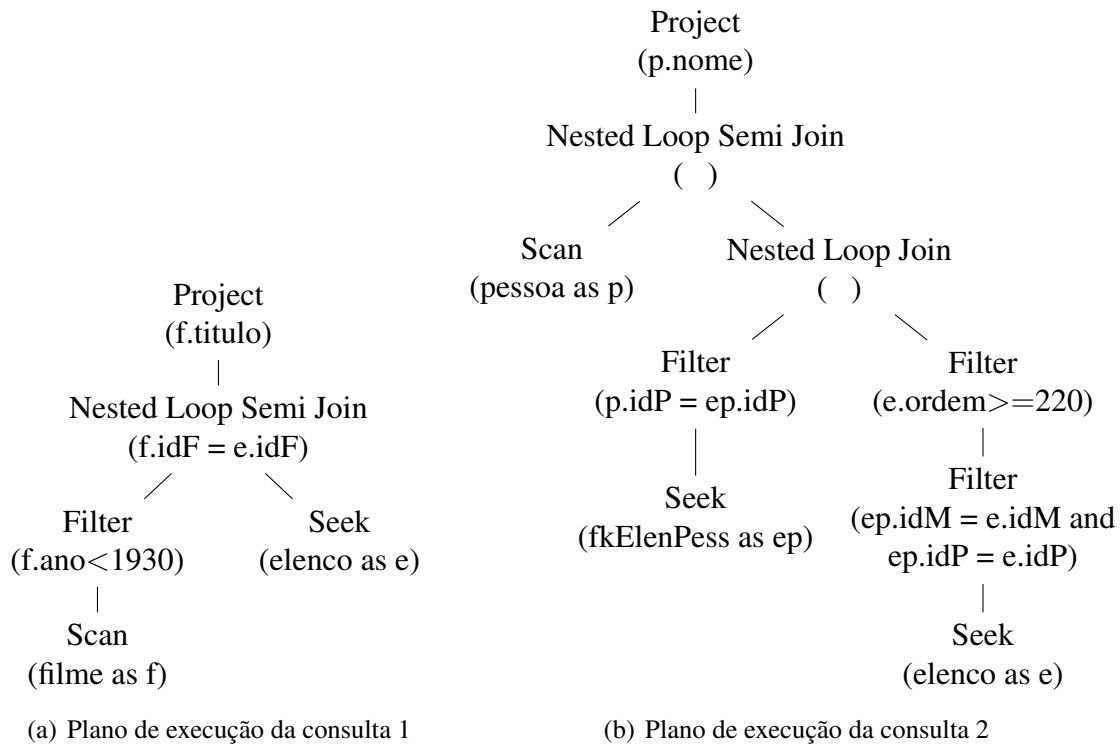 Project
(f.titulo)
Nested Loop Semi Join
(f.idF = e.idF)
Filter
(f.ano<1930)
Seek
(elenco as e)
Scan
(filme as f)
(a) Plano de execução da consulta 1
Project
(p.nome)
Nested Loop Semi Join
( )
Scan
(pessoa as p)
Nested Loop Join
( )
Filter
(p.idP = ep.idP)
Seek
(fkElenPess as ep)
Filter
(e.ordem>=220)
Filter
(ep.idM = e.idM and
ep.idP = e.idP)
Seek
(elenco as e)
(b) Plano de execução da consulta 2